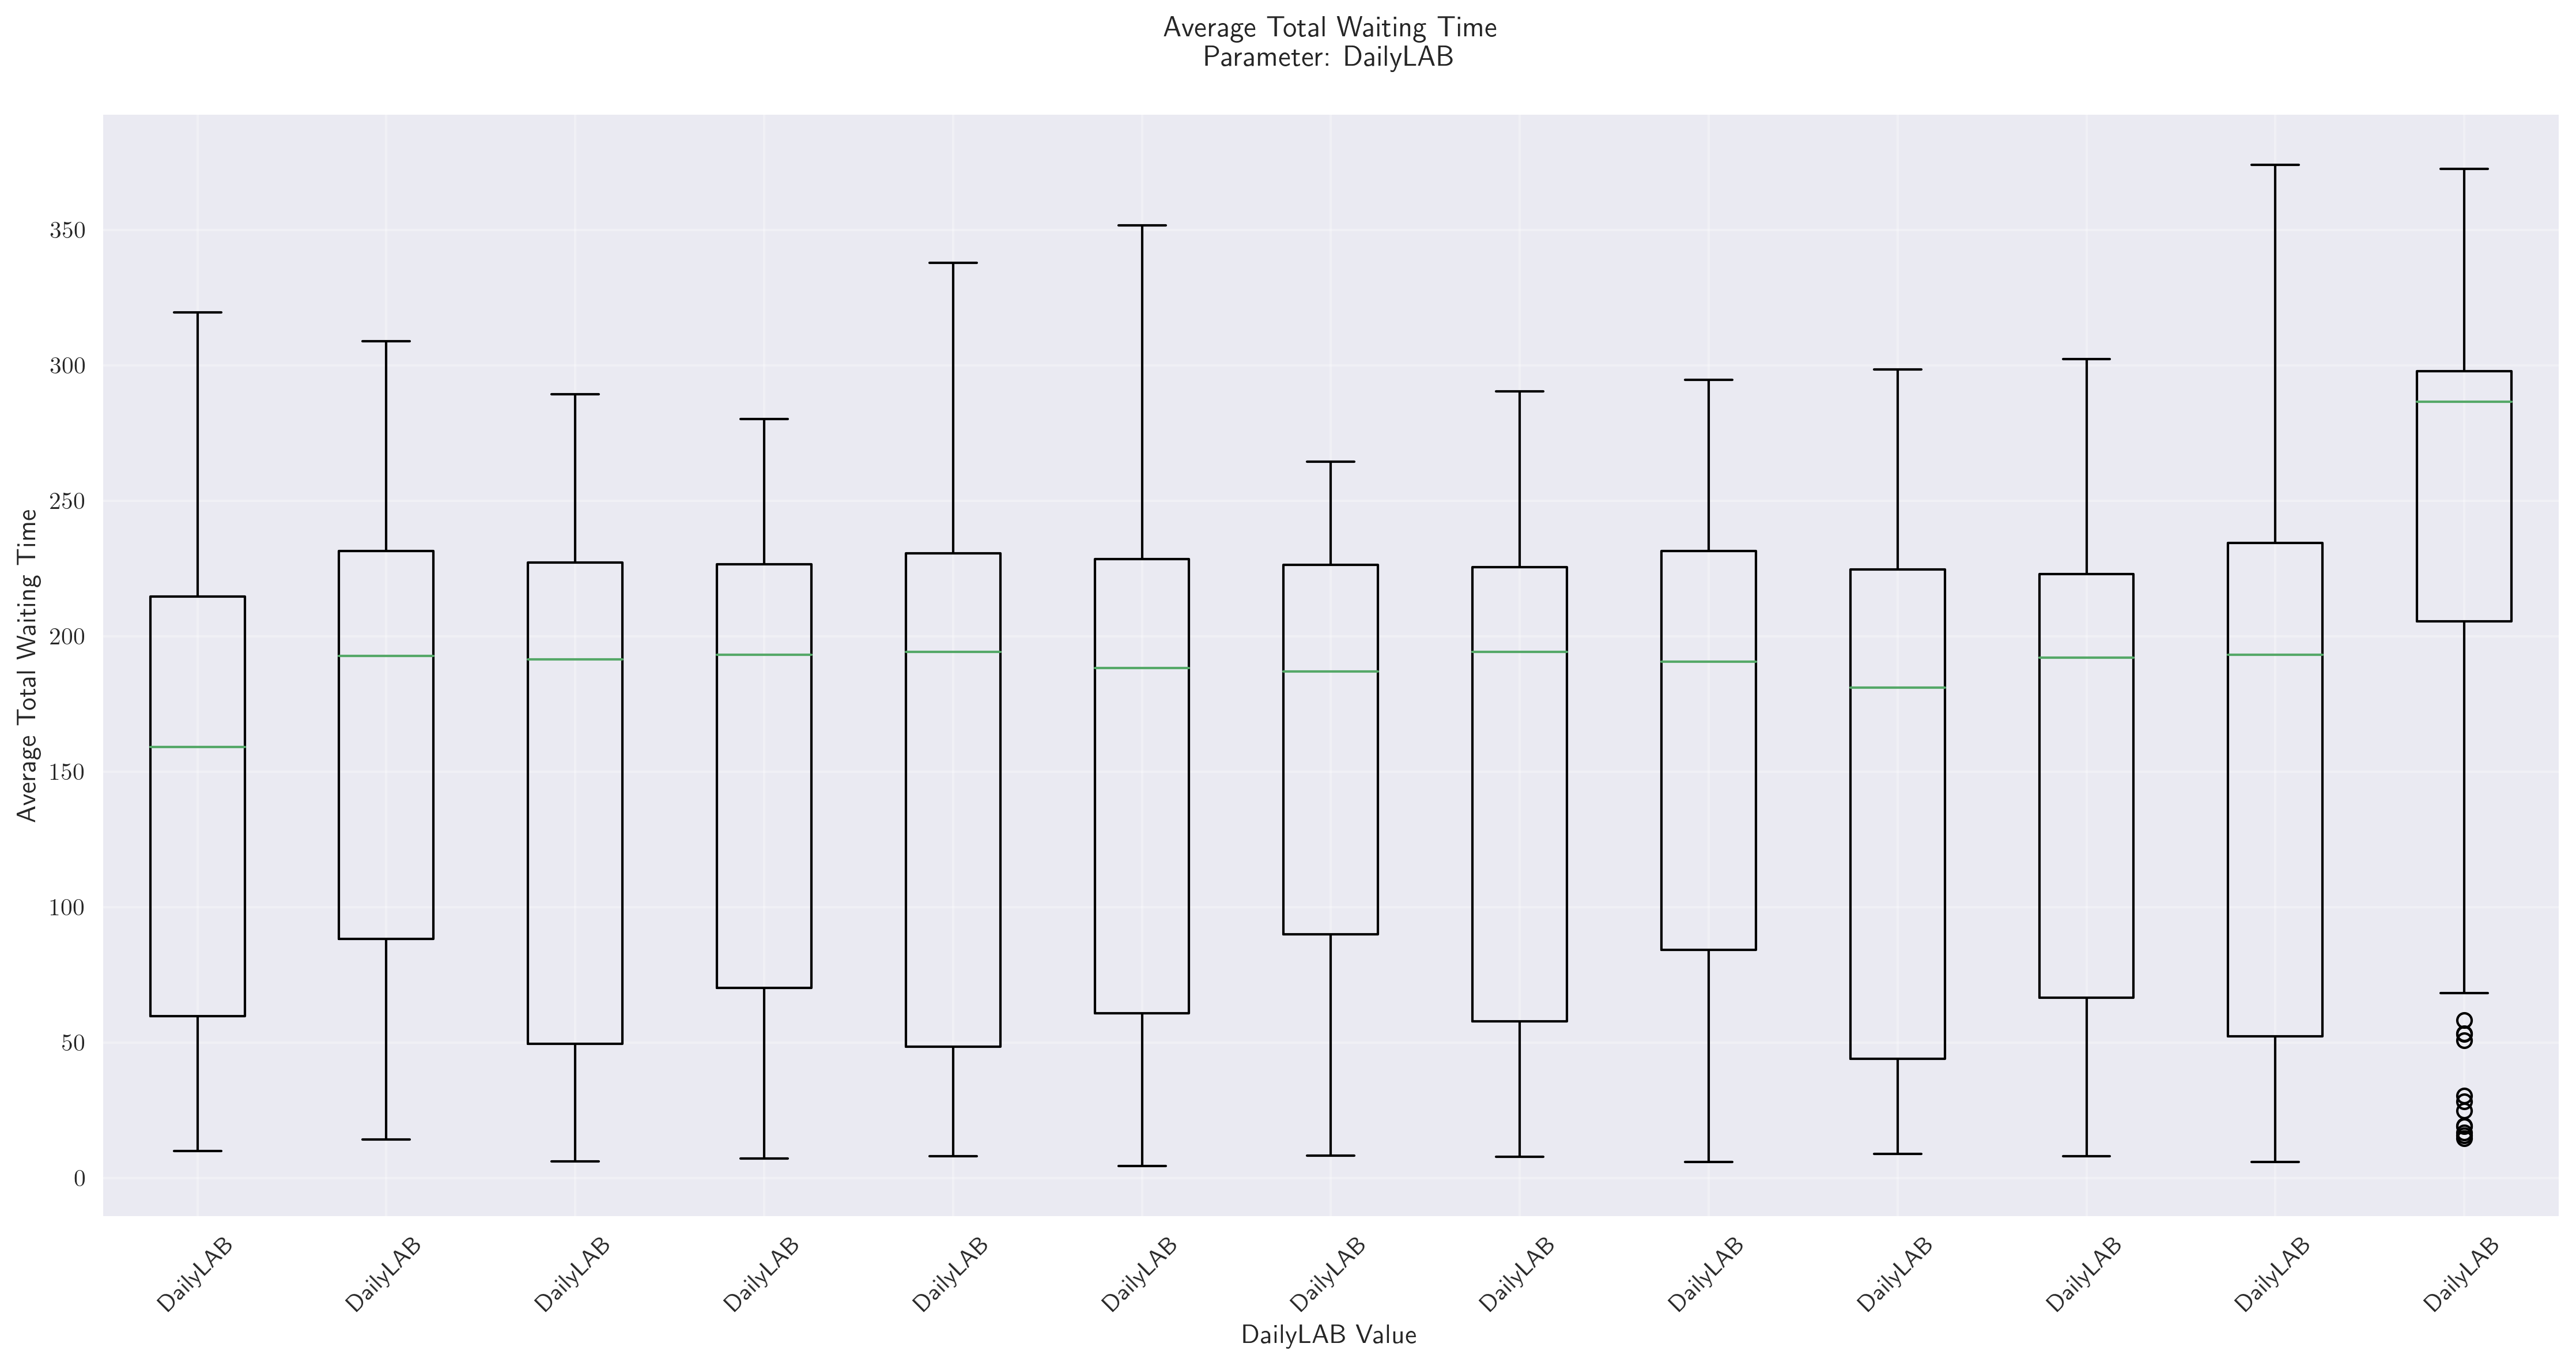 Average Total Waiting Time
Parameter: DailyLAB
Average Total Waiting Time
350
300
250
200
150
100
50
0
DailyLAB
DailyLAB
DailyLAB
DailyLAB
DailyLAB
DailyLAB
DailyLAB
DailyLAB
DailyLAB
DailyLAB
DailyLAB
DailyLAB
DailyLAB
DailyLAB Value